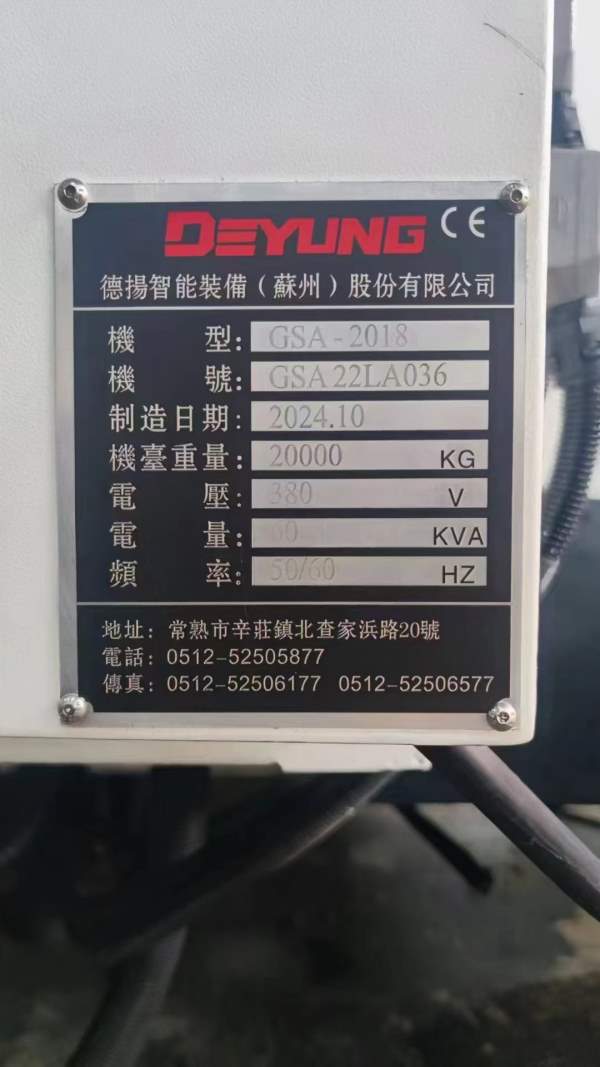 DEYUNG CE
德揚智能裝備（蘇州）股份有限公司
機 型: GSA-2018
機 號: GSA22LA036
制造日期: 2024.10
機臺重量: 20000 KG
電 壓: 380 V
電 量: 60 KVA
頻 率: 50/60 HZ
地址: 常熟市辛莊鎮北查家浜路20號
電話: 0512-52505877
傳真: 0512-52506177 0512-52506577